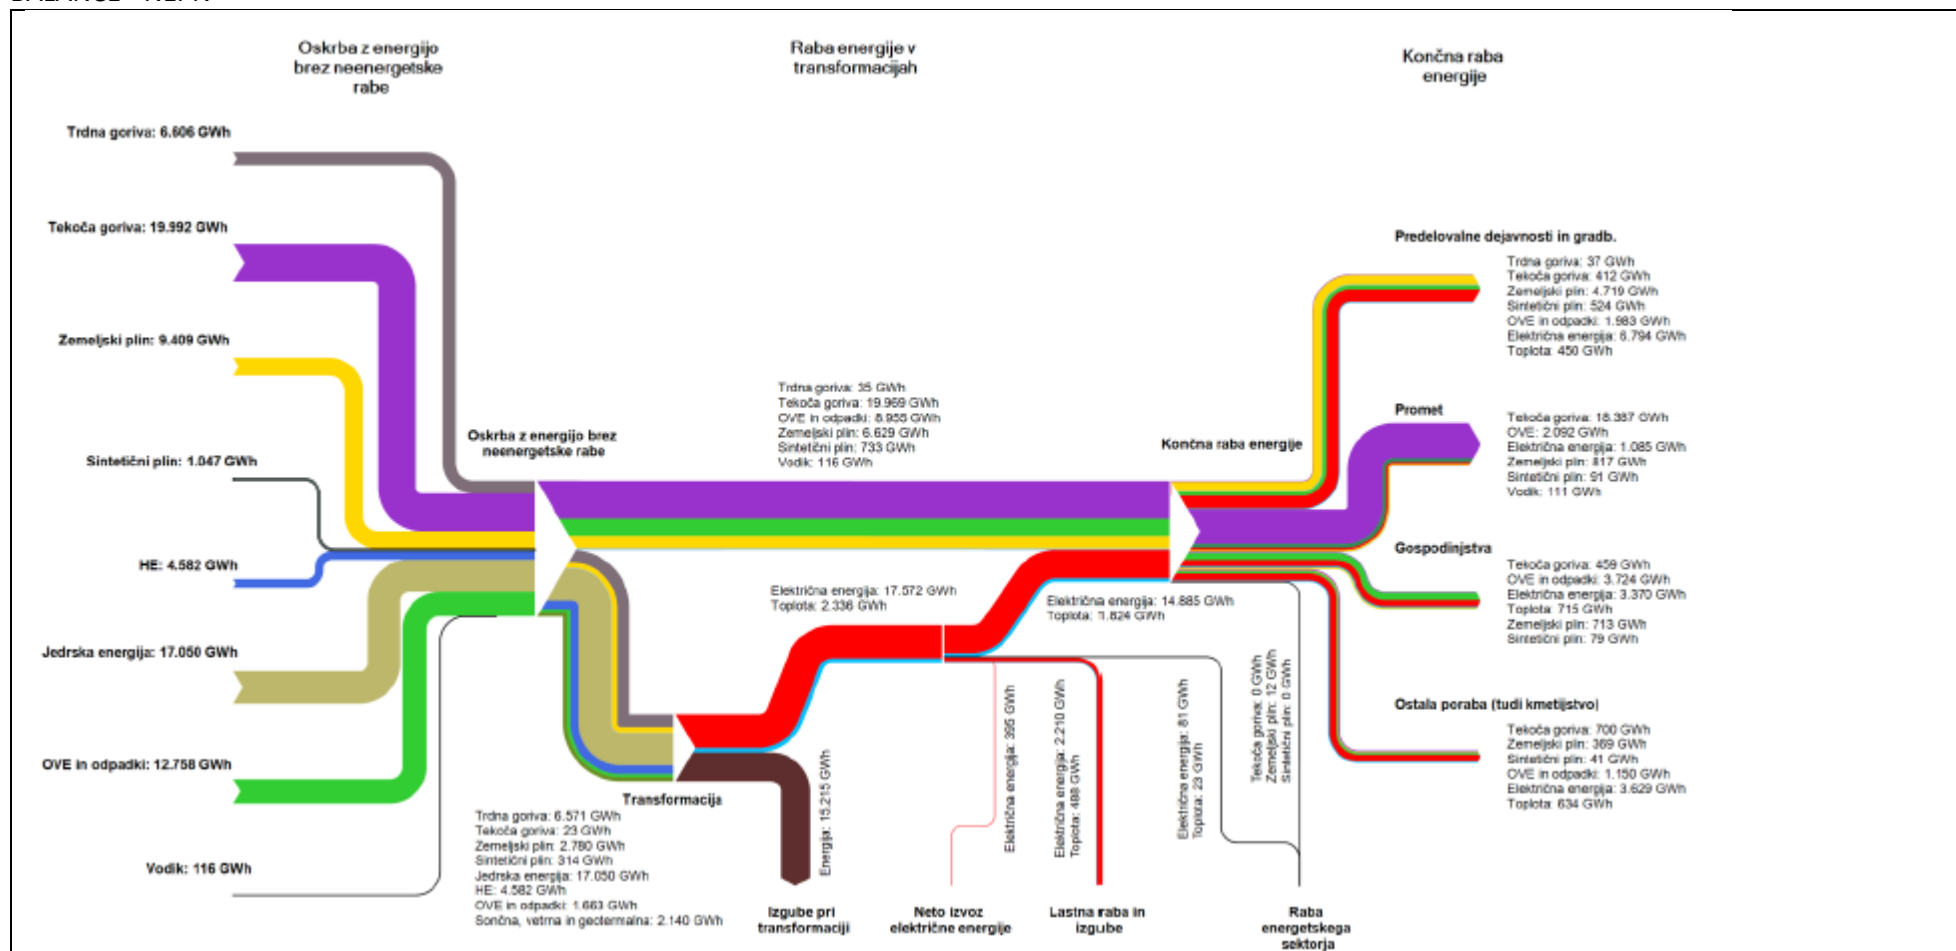 Oskrba z energijo
brez neenergetske
rabe
Raba energije v
transformacijah
Končna raba
energije
Trdna goriva: 6.606 GWh
Tekoča goriva: 19.992 GWh
Zemeljski plin: 9.409 GWh
Sintetični plin: 1.047 GWh
HE: 4.582 GWh
Jedrska energija: 17.050 GWh
OVE in odpadki: 12.758 GWh
Vodik: 116 GWh
Oskrba z energijo brez
neenergetske rabe
Trdna goriva: 35 GWh
Tekoča goriva: 19.969 GWh
OVE in odpadki: 8.955 GWh
Zemeljski plin: 6.629 GWh
Sintetični plin: 733 GWh
Vodik: 116 GWh
Končna raba energije
Transformacija
Trdna goriva: 6.571 GWh
Tekoča goriva: 23 GWh
Zemeljski plin: 2.780 GWh
Sintetični plin: 314 GWh
Jedrska energija: 17.050 GWh
HE: 4.582 GWh
OVE in odpadki: 1.663 GWh
Sončna, vetrna in geotermalna: 2.140 GWh
Električna energija: 17.572 GWh
Toplota: 2.336 GWh
Električna energija: 14.885 GWh
Toplota: 1.824 GWh
Energija: 15.215 GWh
Električna energija: 395 GWh
Električna energija: 2.210 GWh
Toplota: 488 GWh
Električna energija: 81 GWh
Toplota: 23 GWh
Tekoča goriva: 0 GWh
Zemeljski plin: 12 GWh
Sintetični plin: 0 GWh
Izgube pri
transformaciji
Neto izvoz
električne energije
Lastna raba in
izgube
Raba
energetskega
sektorja
Predelovalne dejavnosti in gradb.
Trdna goriva: 37 GWh
Tekoča goriva: 412 GWh
Zemeljski plin: 4.719 GWh
Sintetični plin: 524 GWh
OVE in odpadki: 1.983 GWh
Električna energija: 6.794 GWh
Toplota: 450 GWh
Promet
Tekoča goriva: 18.387 GWh
OVE: 2.092 GWh
Električna energija: 1.085 GWh
Zemeljski plin: 817 GWh
Sintetični plin: 91 GWh
Vodik: 111 GWh
Gospodinjstva
Tekoča goriva: 459 GWh
OVE in odpadki: 3.724 GWh
Električna energija: 3.370 GWh
Toplota: 715 GWh
Zemeljski plin: 713 GWh
Sintetični plin: 79 GWh
Ostala poraba (tudi kmetijstvo)
Tekoča goriva: 700 GWh
Zemeljski plin: 369 GWh
Sintetični plin: 41 GWh
OVE in odpadki: 1.150 GWh
Električna energija: 3.629 GWh
Toplota: 634 GWh